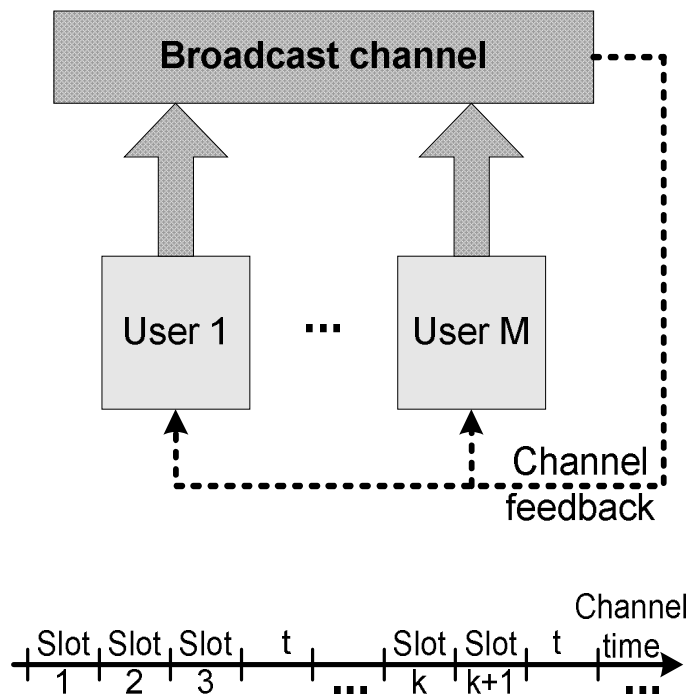 Broadcast channel
User 1 ... User M
Channel
feedback
Channel
Slot Slot Slot t Slot Slot t time
1 2 3 ... k k+1 ...